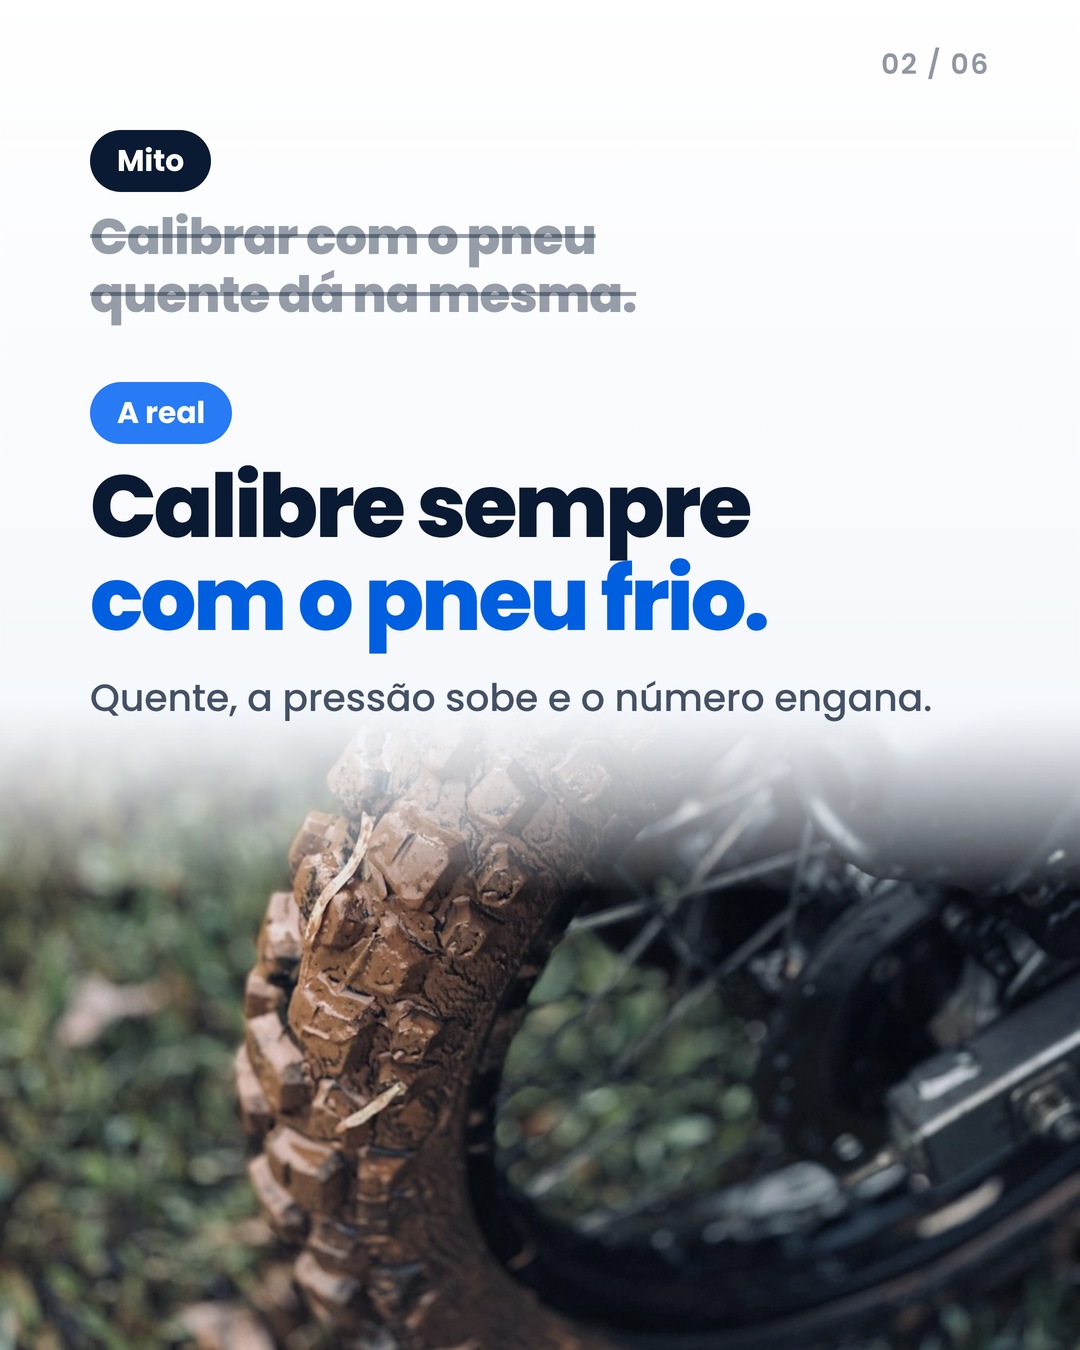 02 / 06
Mito
Calibrar com o pneu
quente dá na mesma.
A real
Calibre sempre
com o pneu frio.
Quente, a pressão sobe e o número engana.